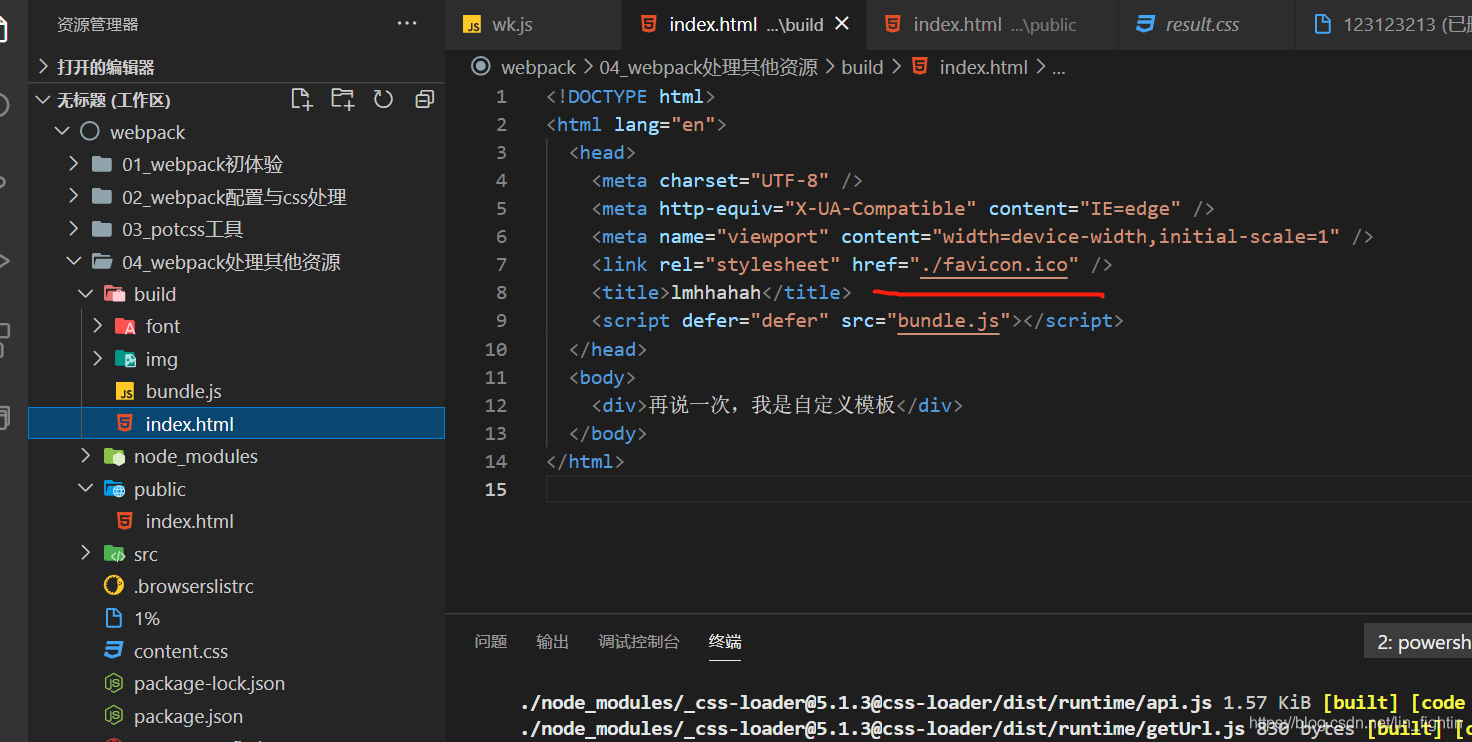 资源管理器
打开的编辑器
无标题 (工作区)
webpack
01_webpack初体验
02_webpack配置与css处理
03_potcss工具
04_webpack处理其他资源
build
font
img
bundle.js
index.html
node_modules
public
index.html
src
.browserslistrc
1%
content.css
package-lock.json
package.json
wk.js index.html ...\build index.html ...\public result.css 123123213 (已
webpack > 04_webpack处理其他资源 > build > index.html > ...
1 <!DOCTYPE html>
2 <html lang="en">
3 <head>
4 <meta charset="UTF-8" />
5 <meta http-equiv="X-UA-Compatible" content="IE=edge" />
6 <meta name="viewport" content="width=device-width,initial-scale=1" />
7 <link rel="stylesheet" href="./favicon.ico" />
8 <title>lmhhahah</title>
9 <script defer="defer" src="bundle.js"></script>
10 </head>
11 <body>
12 <div>再说一次，我是自定义模板</div>
13 </body>
14 </html>
15
问题 输出 调试控制台 终端
2: powersh
./node_modules/_css-loader@5.1.3@css-loader/dist/runtime/api.js 1.57 KiB [built] [code
./node_modules/_css-loader@5.1.3@css-loader/dist/runtime/getUrl.js 830 bytes [built] [c
https://blog.csdn.net/lin_fightin